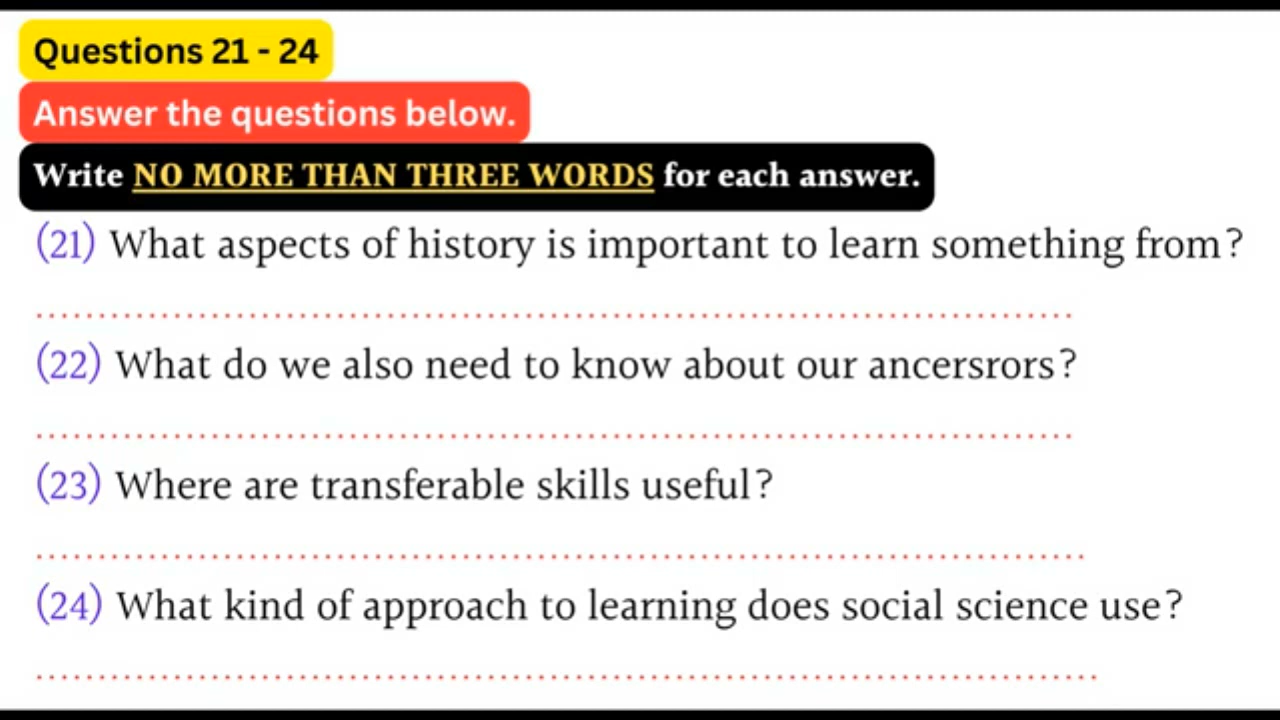 Questions 21 - 24
Answer the questions below.
Write NO MORE THAN THREE WORDS for each answer.
(21) What aspects of history is important to learn something from?
(22) What do we also need to know about our ancersrors?
(23) Where are transferable skills useful?
(24) What kind of approach to learning does social science use?